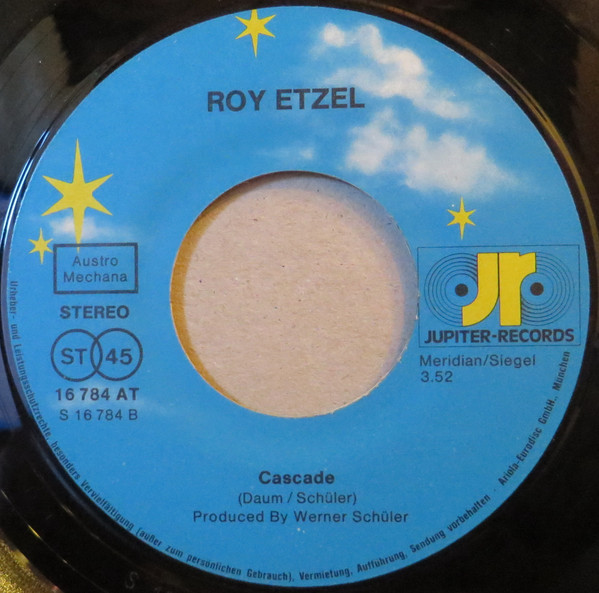 ROY ETZEL
Austro
Mechana
STEREO
ST 45
16 784 AT
S 16 784 B
jr
JUPITER-RECORDS
Meridian/Siegel
3.52
Cascade
(Daum / Schüler)
Produced By Werner Schüler
Urheber- und Leistungsschutzrechte, besonders Vervielfältigung (außer zum persönlichen Gebrauch), Vermietung, Aufführung, Sendung vorbehalten · Ariola-Eurodisc GmbH., München
S